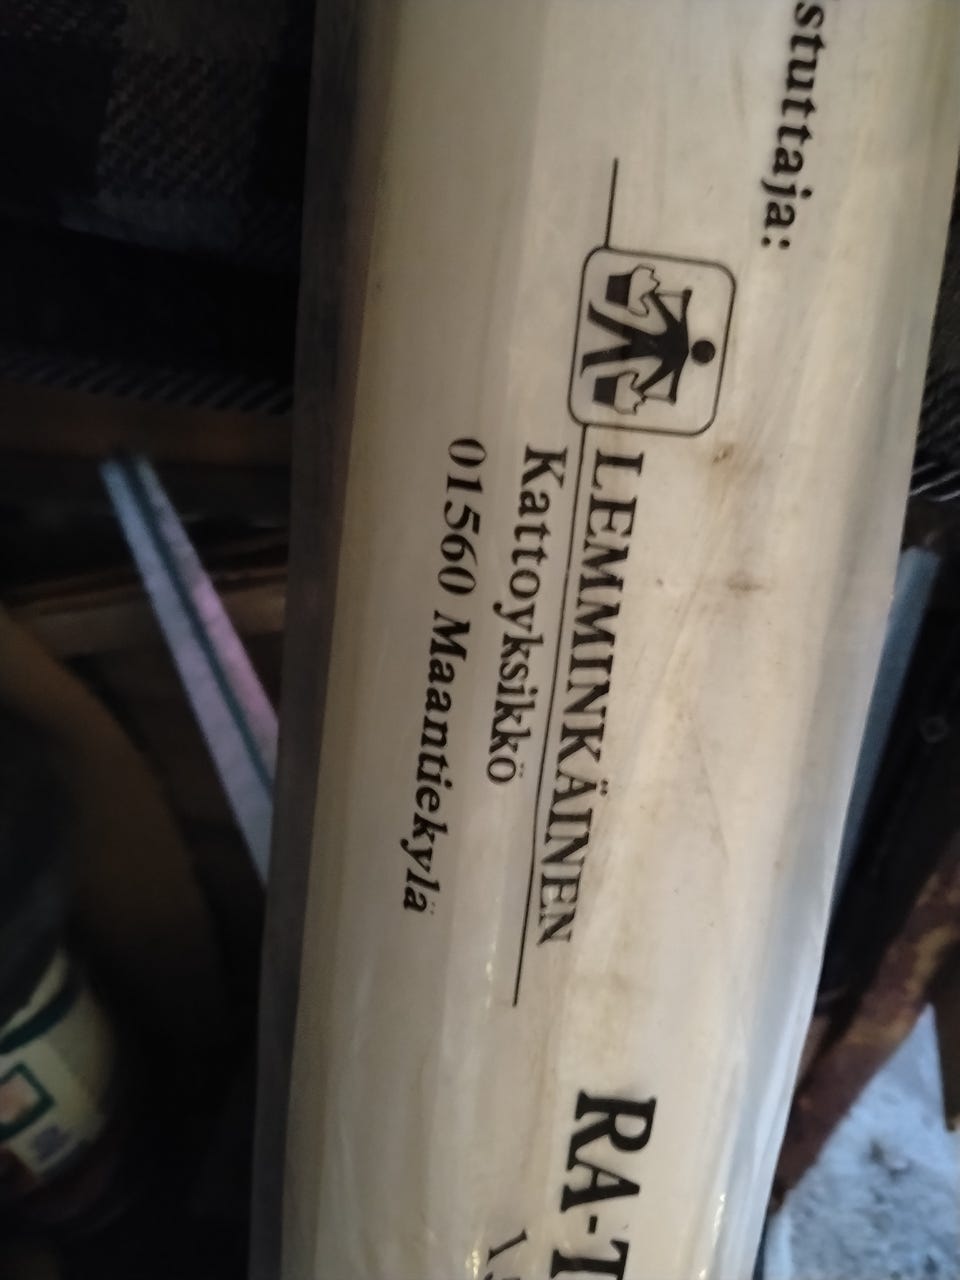 stuttaja:
LEMMINKÄINEN
Kattoyksikkö
01560 Maantiekylä
RA-T